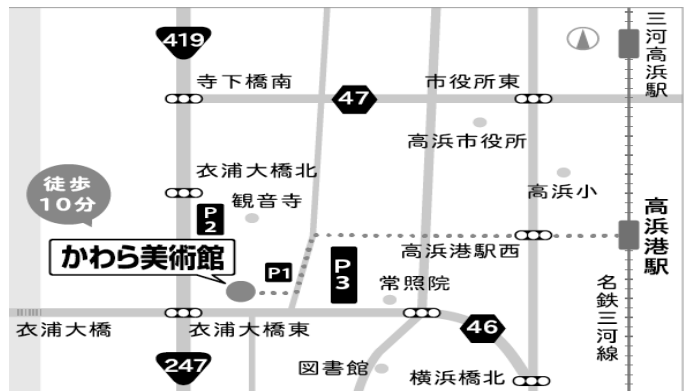 419
三河高浜駅
寺下橋南
市役所東
47
高浜市役所
衣浦大橋北
徒歩
10分
高浜小
P2
観音寺
高浜港駅
かわら美術館
P1
P3
高浜港駅西
常照院
名鉄三河線
衣浦大橋
衣浦大橋東
46
247
図書館
横浜橋北